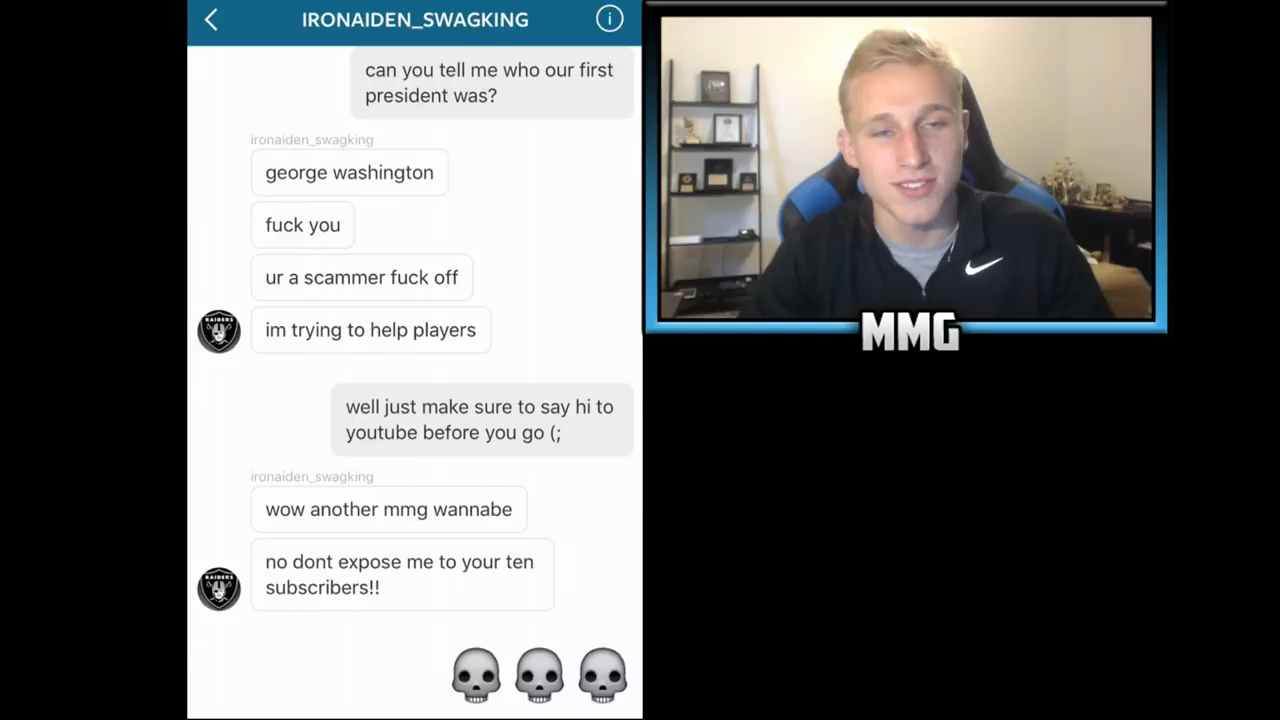 IRONAIDEN_SWAGKING
can you tell me who our first
president was?
ironaiden_swagking
george washington
fuck you
ur a scammer fuck off
RAIDERS
im trying to help players
well just make sure to say hi to
youtube before you go (;
ironaiden_swagking
wow another mmg wannabe
no dont expose me to your ten
subscribers!!
RAIDERS
MMG